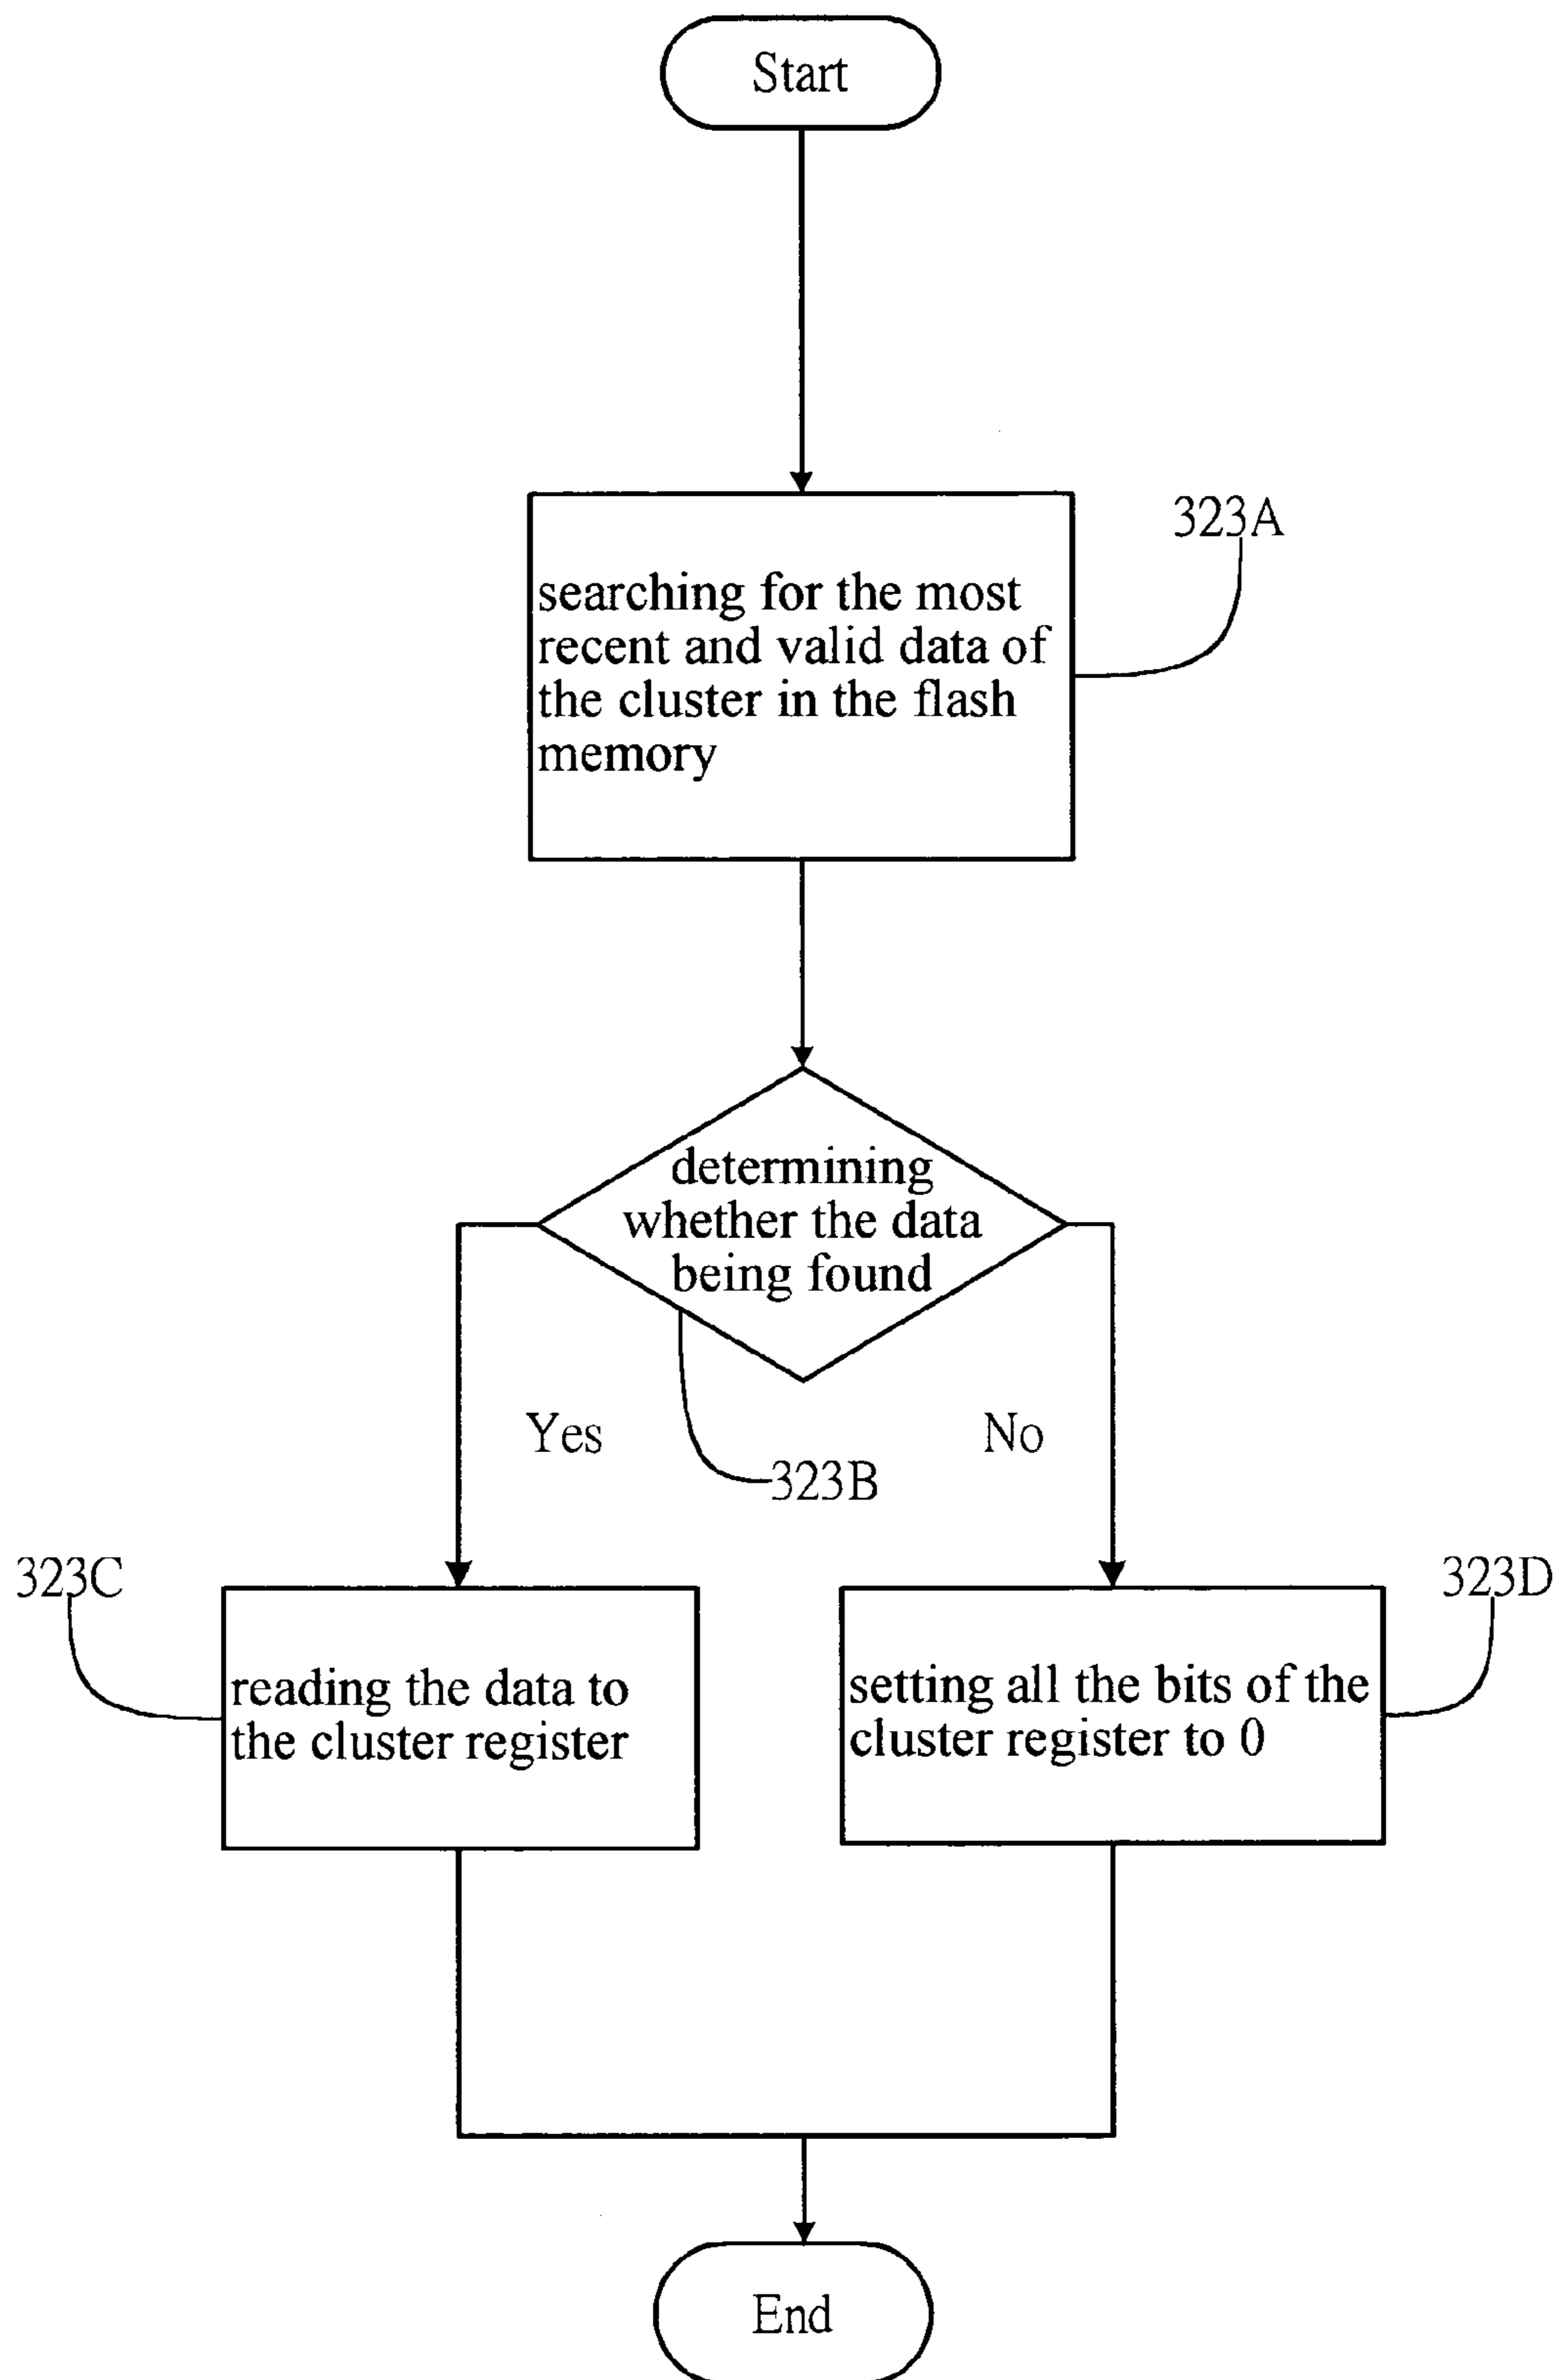 Start
323A
searching for the most
recent and valid data of
the cluster in the flash
memory
determining
whether the data
being found
Yes
No
323B
323C
323D
reading the data to
the cluster register
setting all the bits of the
cluster register to 0
End